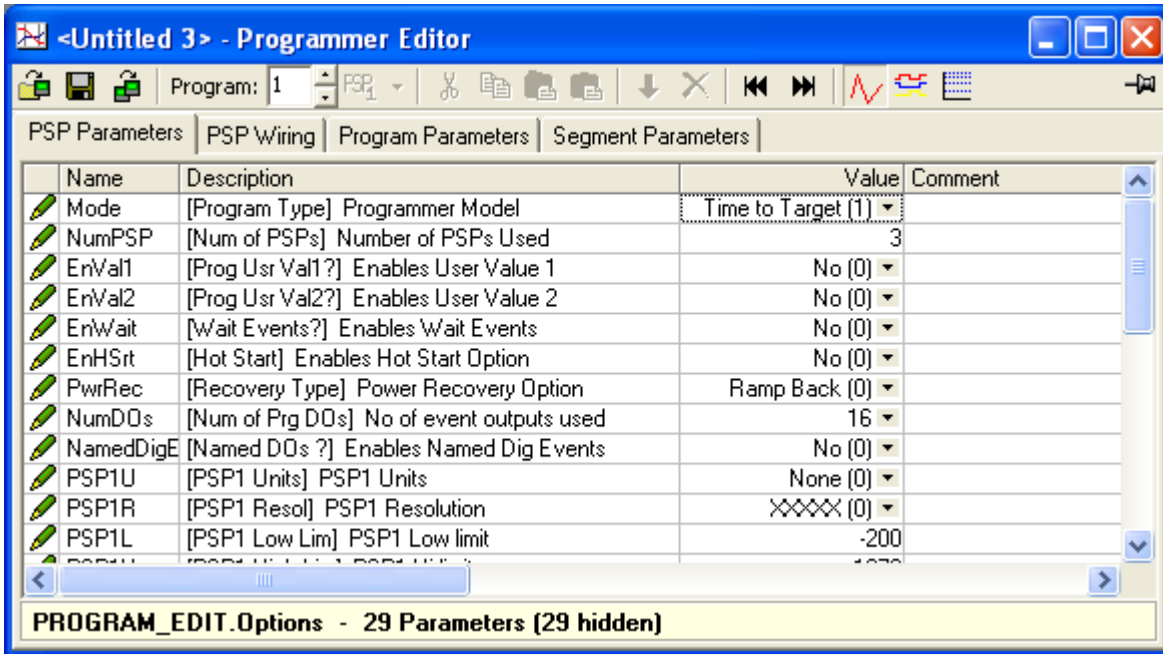 <Untitled 3> - Programmer Editor
Program: 1 PSP1
PSP Parameters PSP Wiring Program Parameters Segment Parameters
Name Description Value Comment
Mode [Program Type] Programmer Model Time to Target (1)
NumPSP [Num of PSPs] Number of PSPs Used 3
EnVal1 [Prog Usr Val1?] Enables User Value 1 No (0)
EnVal2 [Prog Usr Val2?] Enables User Value 2 No (0)
EnWait [Wait Events?] Enables Wait Events No (0)
EnHSrt [Hot Start] Enables Hot Start Option No (0)
PwrRec [Recovery Type] Power Recovery Option Ramp Back (0)
NumDOs [Num of Prg DOs] No of event outputs used 16
NamedDigE [Named DOs ?] Enables Named Dig Events No (0)
PSP1U [PSP1 Units] PSP1 Units None (0)
PSP1R [PSP1 Resol] PSP1 Resolution XXXXX (0)
PSP1L [PSP1 Low Lim] PSP1 Low limit -200
PROGRAM_EDIT.Options - 29 Parameters (29 hidden)